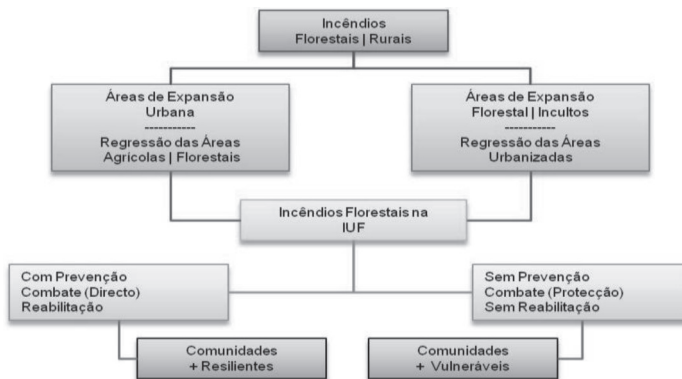 Incêndios
Florestais | Rurais
Áreas de Expansão
Urbana
-----------
Regressão das Áreas
Agrícolas | Florestais
Áreas de Expansão
Florestal | Incultos
-----------
Regressão das Áreas
Urbanizadas
Incêndios Florestais na
IUF
Com Prevenção
Combate (Directo)
Reabilitação
Sem Prevenção
Combate (Protecção)
Sem Reabilitação
Comunidades
+ Resilientes
Comunidades
+ Vulneráveis